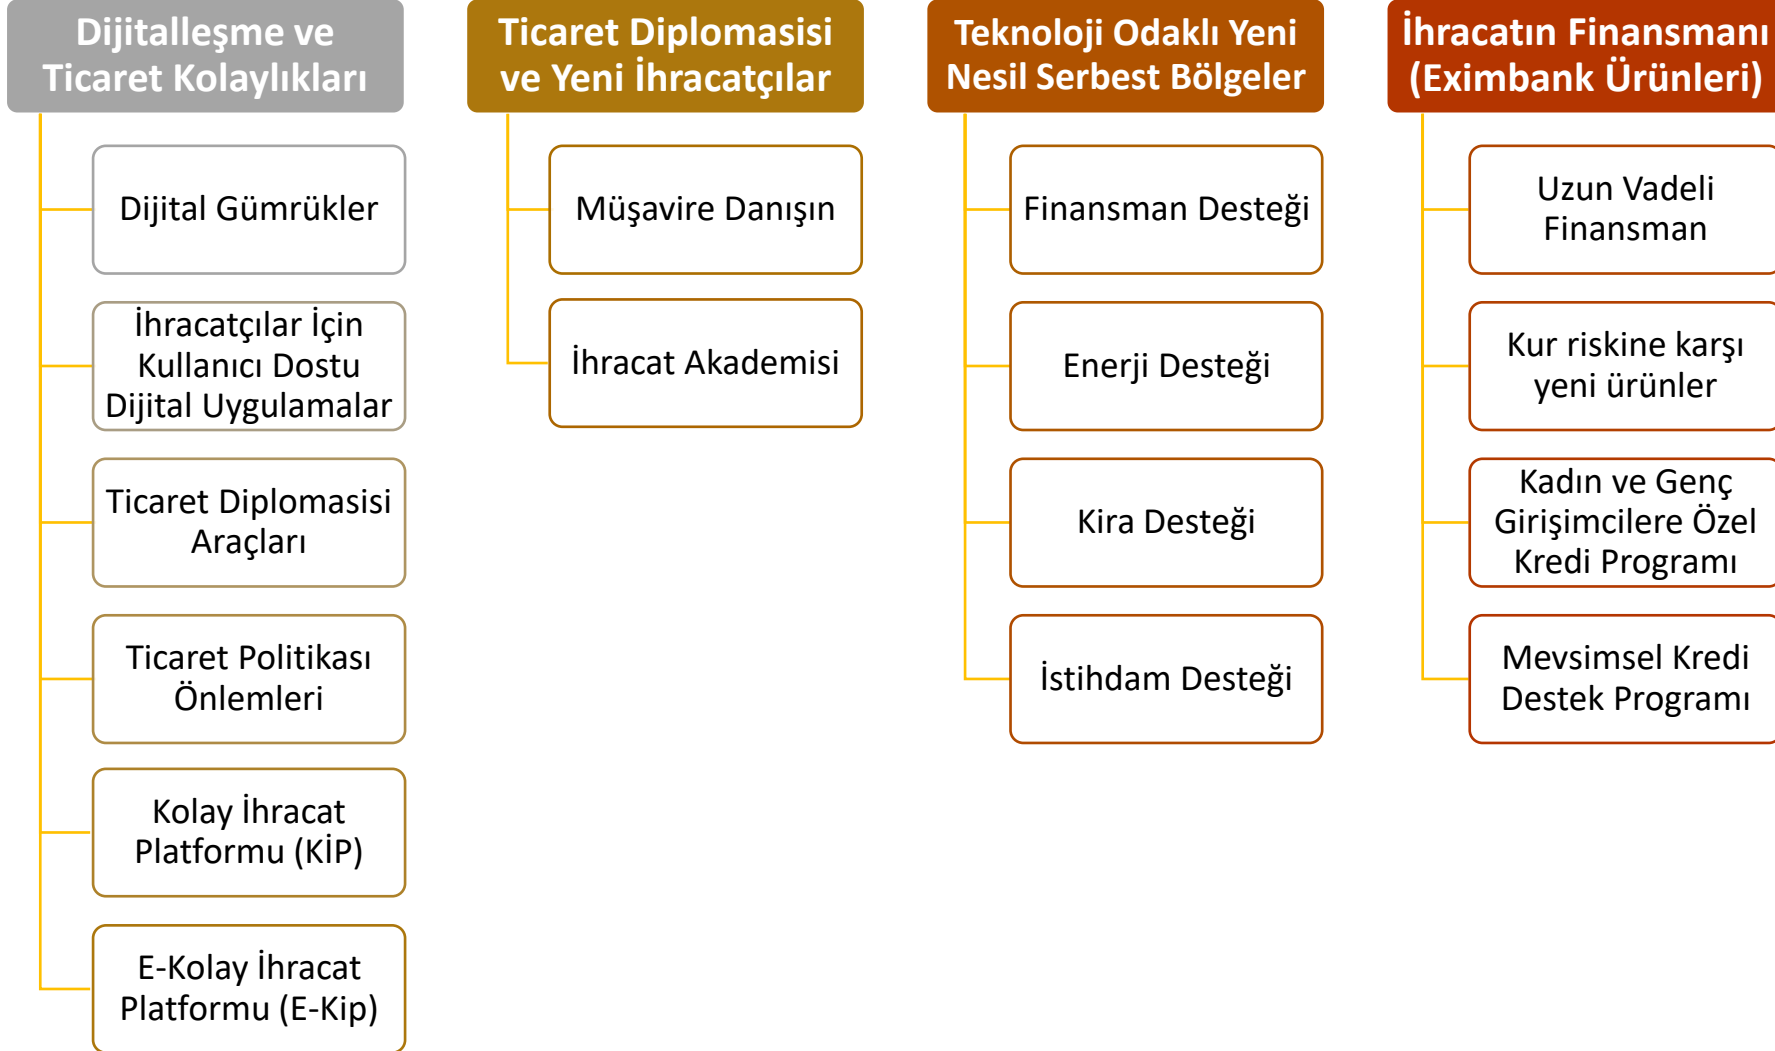 Dijitalleşme ve
Ticaret Kolaylıkları
Dijital Gümrükler
İhracatçılar İçin
Kullanıcı Dostu
Dijital Uygulamalar
Ticaret Diplomasisi
Araçları
Ticaret Politikası
Önlemleri
Kolay İhracat
Platformu (KİP)
E-Kolay İhracat
Platformu (E-Kip)
Ticaret Diplomasisi
ve Yeni İhracatçılar
Müşavire Danışın
İhracat Akademisi
Teknoloji Odaklı Yeni
Nesil Serbest Bölgeler
Finansman Desteği
Enerji Desteği
Kira Desteği
İstihdam Desteği
İhracatın Finansmanı
(Eximbank Ürünleri)
Uzun Vadeli
Finansman
Kur riskine karşı
yeni ürünler
Kadın ve Genç
Girişimcilere Özel
Kredi Programı
Mevsimsel Kredi
Destek Programı